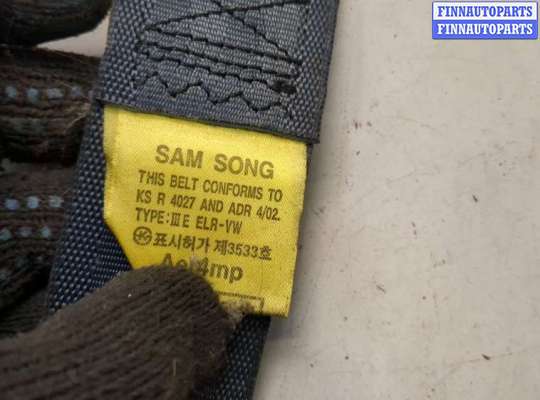 FINNAUTOPARTS
FINNAUTOPARTS
SAM SONG
THIS BELT CONFORMS TO
KS R 4027 AND ADR 4/02.
TYPE:ⅢE ELR-VW
㉿표시허가 제3533호